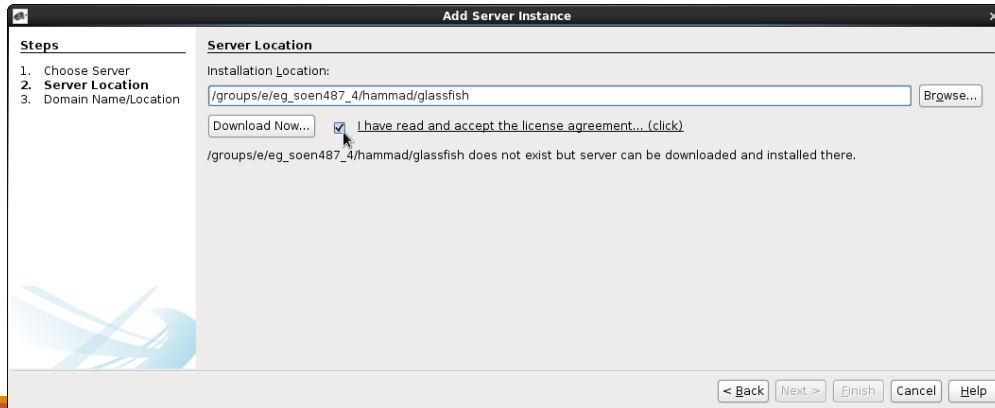 Add Server Instance
Steps
1. Choose Server
2. Server Location
3. Domain Name/Location
Server Location
Installation Location:
/groups/e/eg_soen487_4/hammad/glassfish
Browse...
Download Now...
I have read and accept the license agreement... (click)
/groups/e/eg_soen487_4/hammad/glassfish does not exist but server can be downloaded and installed there.
< Back
Next >
Finish
Cancel
Help